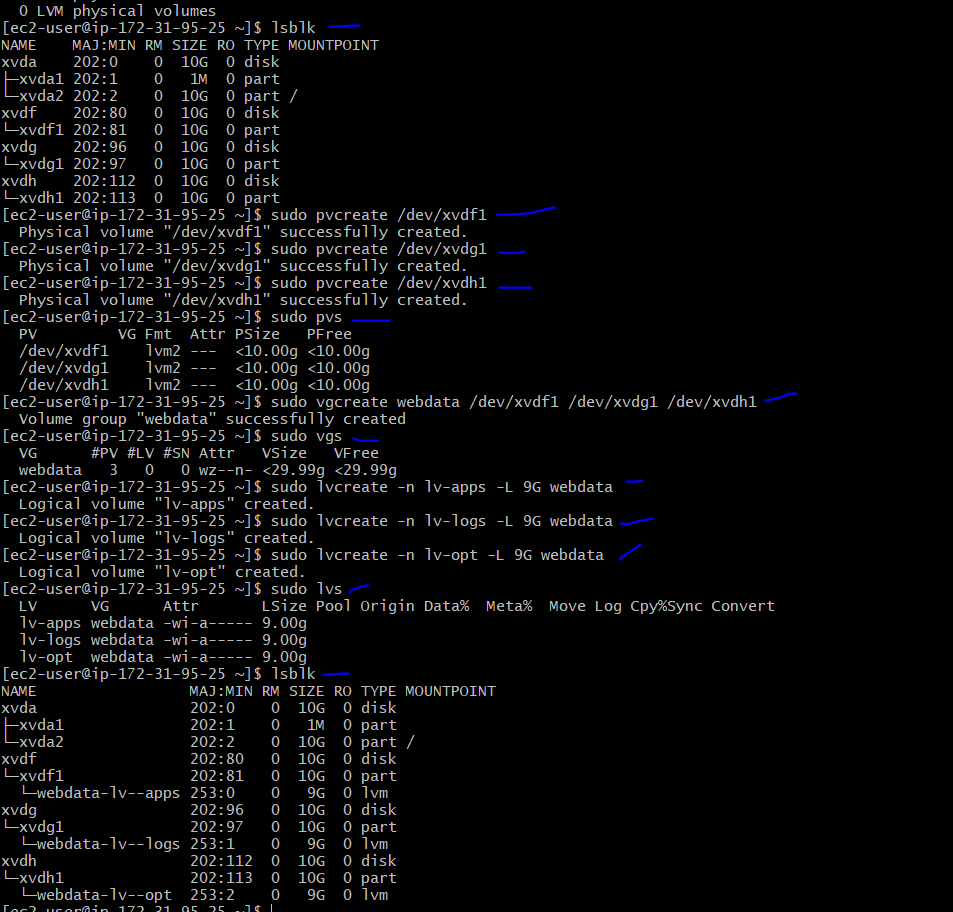 0 LVM physical volumes
[ec2-user@ip-172-31-95-25 ~]$ lsblk
NAME    MAJ:MIN RM SIZE RO TYPE MOUNTPOINT
xvda    202:0    0  10G  0 disk
├─xvda1 202:1    0   1M  0 part
└─xvda2 202:2    0  10G  0 part /
xvdf    202:80   0  10G  0 disk
└─xvdf1 202:81   0  10G  0 part
xvdg    202:96   0  10G  0 disk
└─xvdg1 202:97   0  10G  0 part
xvdh    202:112  0  10G  0 disk
└─xvdh1 202:113  0  10G  0 part
[ec2-user@ip-172-31-95-25 ~]$ sudo pvcreate /dev/xvdf1
  Physical volume "/dev/xvdf1" successfully created.
[ec2-user@ip-172-31-95-25 ~]$ sudo pvcreate /dev/xvdg1
  Physical volume "/dev/xvdg1" successfully created.
[ec2-user@ip-172-31-95-25 ~]$ sudo pvcreate /dev/xvdh1
  Physical volume "/dev/xvdh1" successfully created.
[ec2-user@ip-172-31-95-25 ~]$ sudo pvs
  PV         VG Fmt  Attr PSize   PFree
  /dev/xvdf1    lvm2 ---  <10.00g <10.00g
  /dev/xvdg1    lvm2 ---  <10.00g <10.00g
  /dev/xvdh1    lvm2 ---  <10.00g <10.00g
[ec2-user@ip-172-31-95-25 ~]$ sudo vgcreate webdata /dev/xvdf1 /dev/xvdg1 /dev/xvdh1
  Volume group "webdata" successfully created
[ec2-user@ip-172-31-95-25 ~]$ sudo vgs
  VG      #PV #LV #SN Attr   VSize   VFree
  webdata   3   0   0 wz--n- <29.99g <29.99g
[ec2-user@ip-172-31-95-25 ~]$ sudo lvcreate -n lv-apps -L 9G webdata
  Logical volume "lv-apps" created.
[ec2-user@ip-172-31-95-25 ~]$ sudo lvcreate -n lv-logs -L 9G webdata
  Logical volume "lv-logs" created.
[ec2-user@ip-172-31-95-25 ~]$ sudo lvcreate -n lv-opt -L 9G webdata
  Logical volume "lv-opt" created.
[ec2-user@ip-172-31-95-25 ~]$ sudo lvs
  LV      VG      Attr       LSize Pool Origin Data%  Meta%  Move Log Cpy%Sync Convert
  lv-apps webdata -wi-a----- 9.00g
  lv-logs webdata -wi-a----- 9.00g
  lv-opt  webdata -wi-a----- 9.00g
[ec2-user@ip-172-31-95-25 ~]$ lsblk
NAME                 MAJ:MIN RM SIZE RO TYPE MOUNTPOINT
xvda                 202:0    0  10G  0 disk
├─xvda1              202:1    0   1M  0 part
└─xvda2              202:2    0  10G  0 part /
xvdf                 202:80   0  10G  0 disk
└─xvdf1              202:81   0  10G  0 part
  └─webdata-lv--apps 253:0    0   9G  0 lvm
xvdg                 202:96   0  10G  0 disk
└─xvdg1              202:97   0  10G  0 part
  └─webdata-lv--logs 253:1    0   9G  0 lvm
xvdh                 202:112  0  10G  0 disk
└─xvdh1              202:113  0  10G  0 part
  └─webdata-lv--opt  253:2    0   9G  0 lvm
[ec2-user@ip-172-31-95-25 ~]$